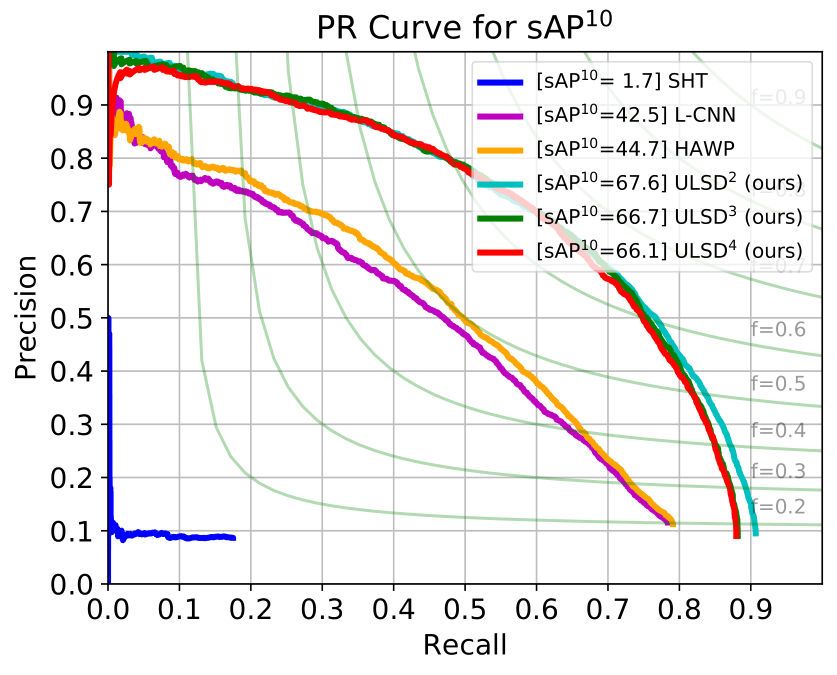 PR Curve for sAP¹⁰
[sAP¹⁰= 1.7] SHT
[sAP¹⁰=42.5] L-CNN
[sAP¹⁰=44.7] HAWP
[sAP¹⁰=67.6] ULSD² (ours)
[sAP¹⁰=66.7] ULSD³ (ours)
[sAP¹⁰=66.1] ULSD⁴ (ours)
f=0.9
f=0.7
f=0.6
f=0.5
f=0.4
f=0.3
f=0.2
Precision
0.9
0.8
0.7
0.6
0.5
0.4
0.3
0.2
0.1
0.0
0.0 0.1 0.2 0.3 0.4 0.5 0.6 0.7 0.8 0.9
Recall